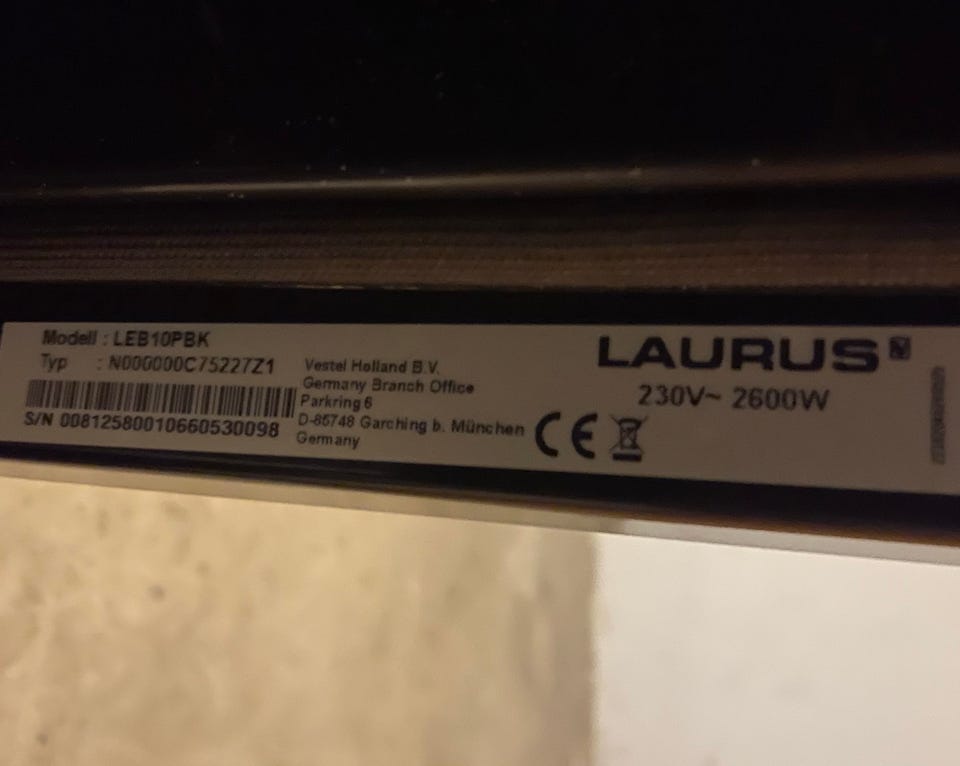 Modell : LEB10PBK
Typ : N000000C75227Z1
S/N 00812580010660530098
Vestel Holland B.V.
Germany Branch Office
Parkring 6
D-85748 Garching b. München
Germany
LAURUS
230V~ 2600W
CE